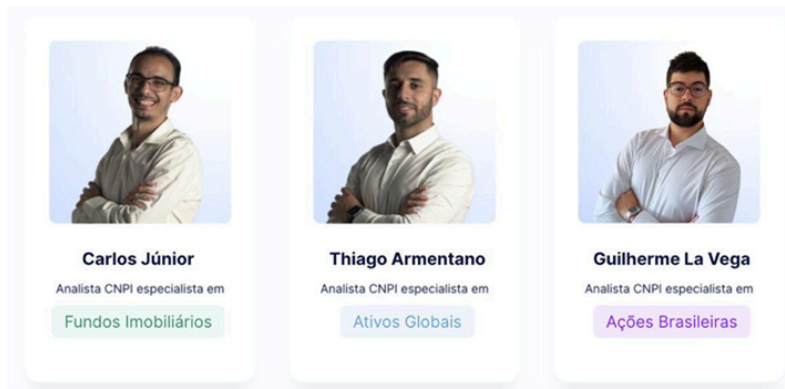 Carlos Júnior
Analista CNPI especialista em
Fundos Imobiliários
Thiago Armentano
Analista CNPI especialista em
Ativos Globais
Guilherme La Vega
Analista CNPI especialista em
Ações Brasileiras